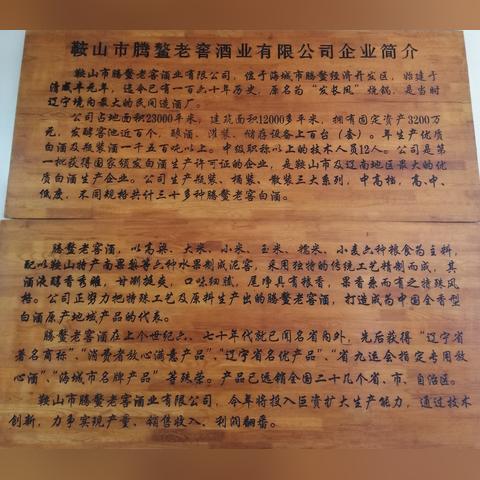 鞍山市腾鳌老窖酒业有限公司企业简介
鞍山市腾鳌老窖酒业有限公司，位于海城市腾鳌经济开发区，始建于
清咸丰元年，迄今已有一百六十年历史，原名为“发长风”烧锅，是当时
辽宁境内最大的民间造酒厂。
公司占地面积23000平米，建筑面积12000多平米，拥有固定资产3200万
元，发酵窖池近百个，酿酒、灌装、储存设备上百台（套）。年生产优质
白酒及瓶装酒一千五百吨以上。中级职称以上的技术人员12人。公司是第
一批获得国家颁发白酒生产许可证的企业，是鞍山市及辽南地区最大的优
质白酒生产企业。公司生产瓶装、桶装、散装三大系列，中高档，高、中、
低度，不同规格共计三十多种腾鳌老窖白酒。
腾鳌老窖酒，以高粱、大米、小米、玉米、糯米、小麦六种粮食为主料，
配以鞍山特产南果梨等六种水果制成泥窖，采用独特的传统工艺精制而成，其
酒液醇香秀雅，甘润挺爽，口味细腻，尾净具有粮香，果香兼而有之特殊风
格。公司正努力把特殊工艺及原料生产出的腾鳌老窖酒，打造成为中国全香型
白酒原产地域产品的代表。
腾鳌老窖酒在上个世纪六、七十年代就已闻名省内外，先后获得“辽宁省
著名商标”“消费者放心满意产品”、“辽宁省名优产品”、“省九运会指定专用放
心酒”、“海城市名牌产品”等殊荣。产品已远销全国二十几个省、市、自治区。
鞍山市腾鳌老窖酒业有限公司，今年将投入巨资扩大生产能力，通过技术
创新，力争实现产量、销售收入、利润翻番。